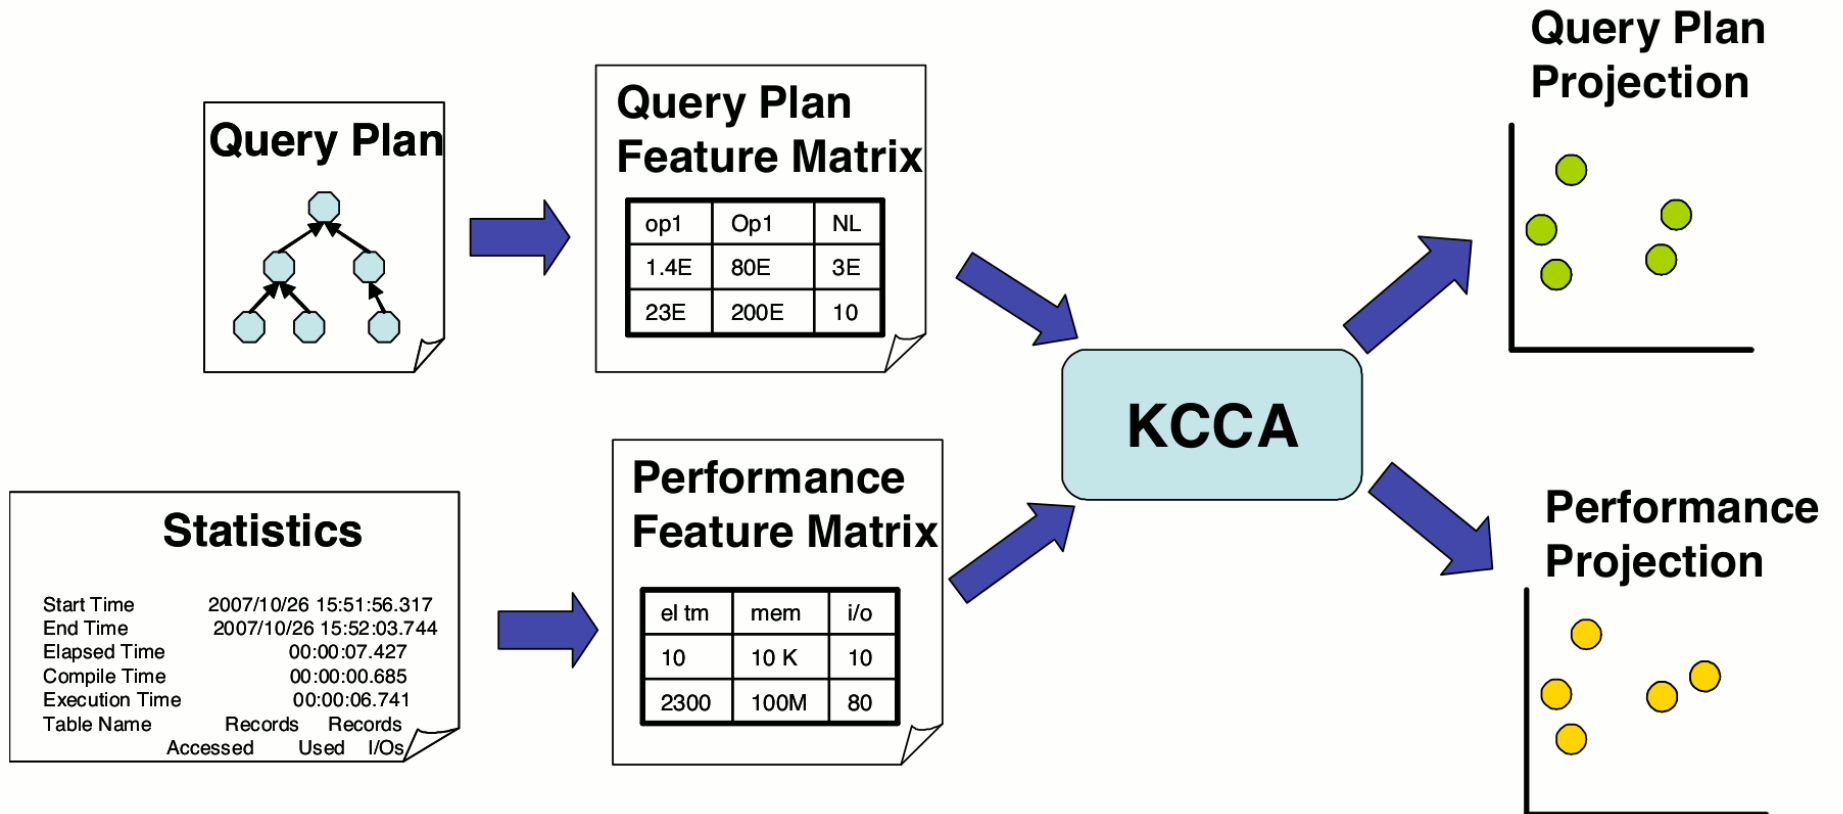 Query Plan
Query Plan
Feature Matrix
op1 Op1 NL
1.4E 80E 3E
23E 200E 10
Statistics
Start Time 2007/10/26 15:51:56.317
End Time 2007/10/26 15:52:03.744
Elapsed Time 00:00:07.427
Compile Time 00:00:00.685
Execution Time 00:00:06.741
Table Name Records Records
Accessed Used I/Os
Performance
Feature Matrix
el tm mem i/o
10 10 K 10
2300 100M 80
KCCA
Query Plan
Projection
Performance
Projection